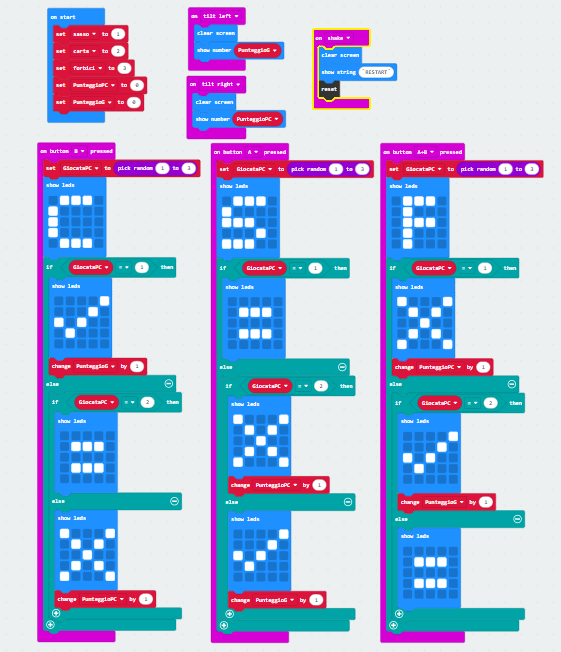 on start
set sasso to 1
set carta to 2
set forbici to 3
set PunteggioPC to 0
set PunteggioG to 0
on tilt left
clear screen
show number PunteggioG
on tilt right
clear screen
show number PunteggioPC
on shake
clear screen
show string "RESTART"
reset
on button B pressed
set GiocataPC to pick random 1 to 3
show leds
if GiocataPC = 1 then
show leds
change PunteggioG by 1
else
if GiocataPC = 2 then
show leds
else
show leds
change PunteggioPC by 1
on button A pressed
set GiocataPC to pick random 1 to 3
show leds
if GiocataPC = 1 then
show leds
else
if GiocataPC = 2 then
show leds
change PunteggioPC by 1
else
show leds
change PunteggioG by 1
on button A+B pressed
set GiocataPC to pick random 1 to 3
show leds
if GiocataPC = 1 then
show leds
change PunteggioPC by 1
else
if GiocataPC = 2 then
show leds
change PunteggioG by 1
else
show leds